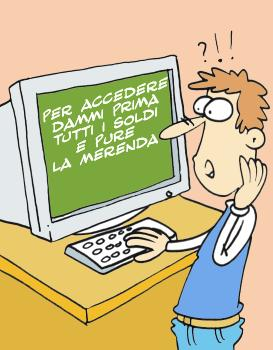 ?!!!
PER ACCEDERE
DAMMI PRIMA
TUTTI I SOLDI
E PURE
LA MERENDA